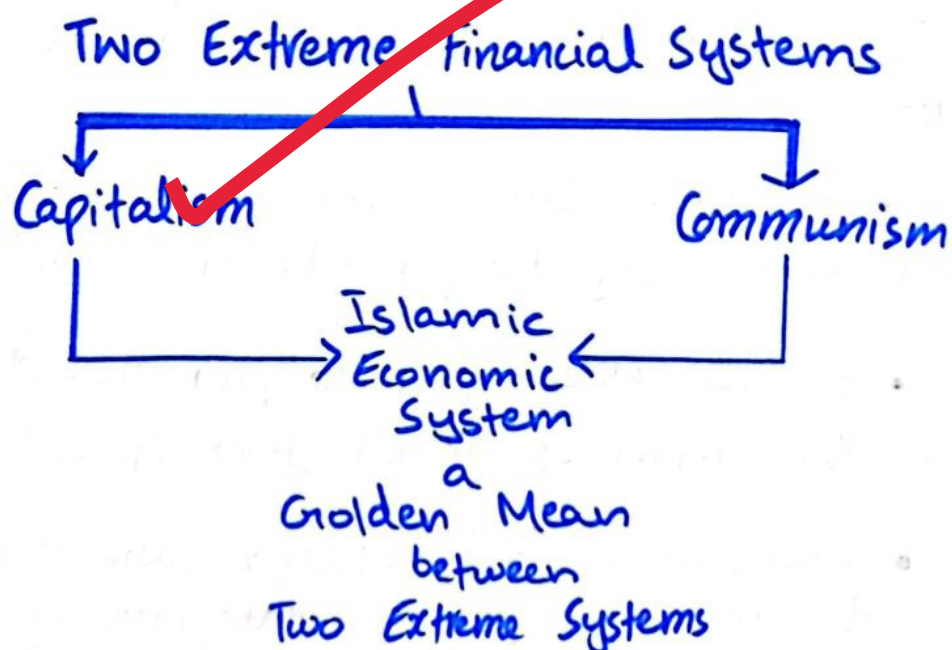 Two Extreme Financial Systems
Capitalism
Communism
Islamic
Economic
System
a
Golden Mean
between
Two Extreme Systems